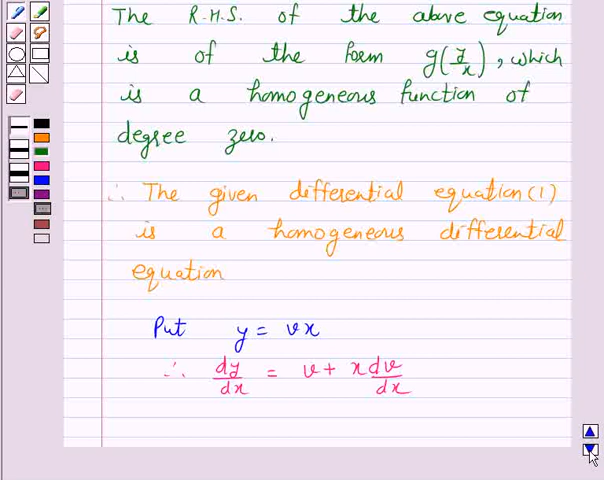 The R.H.S. of the above equation
is of the form g(y/x), which
is a homogeneous function of
degree zero.
∴ The given differential equation(1)
is a homogeneous differential
equation
Put y = vx
∴ dy/dx = v + x dv/dx